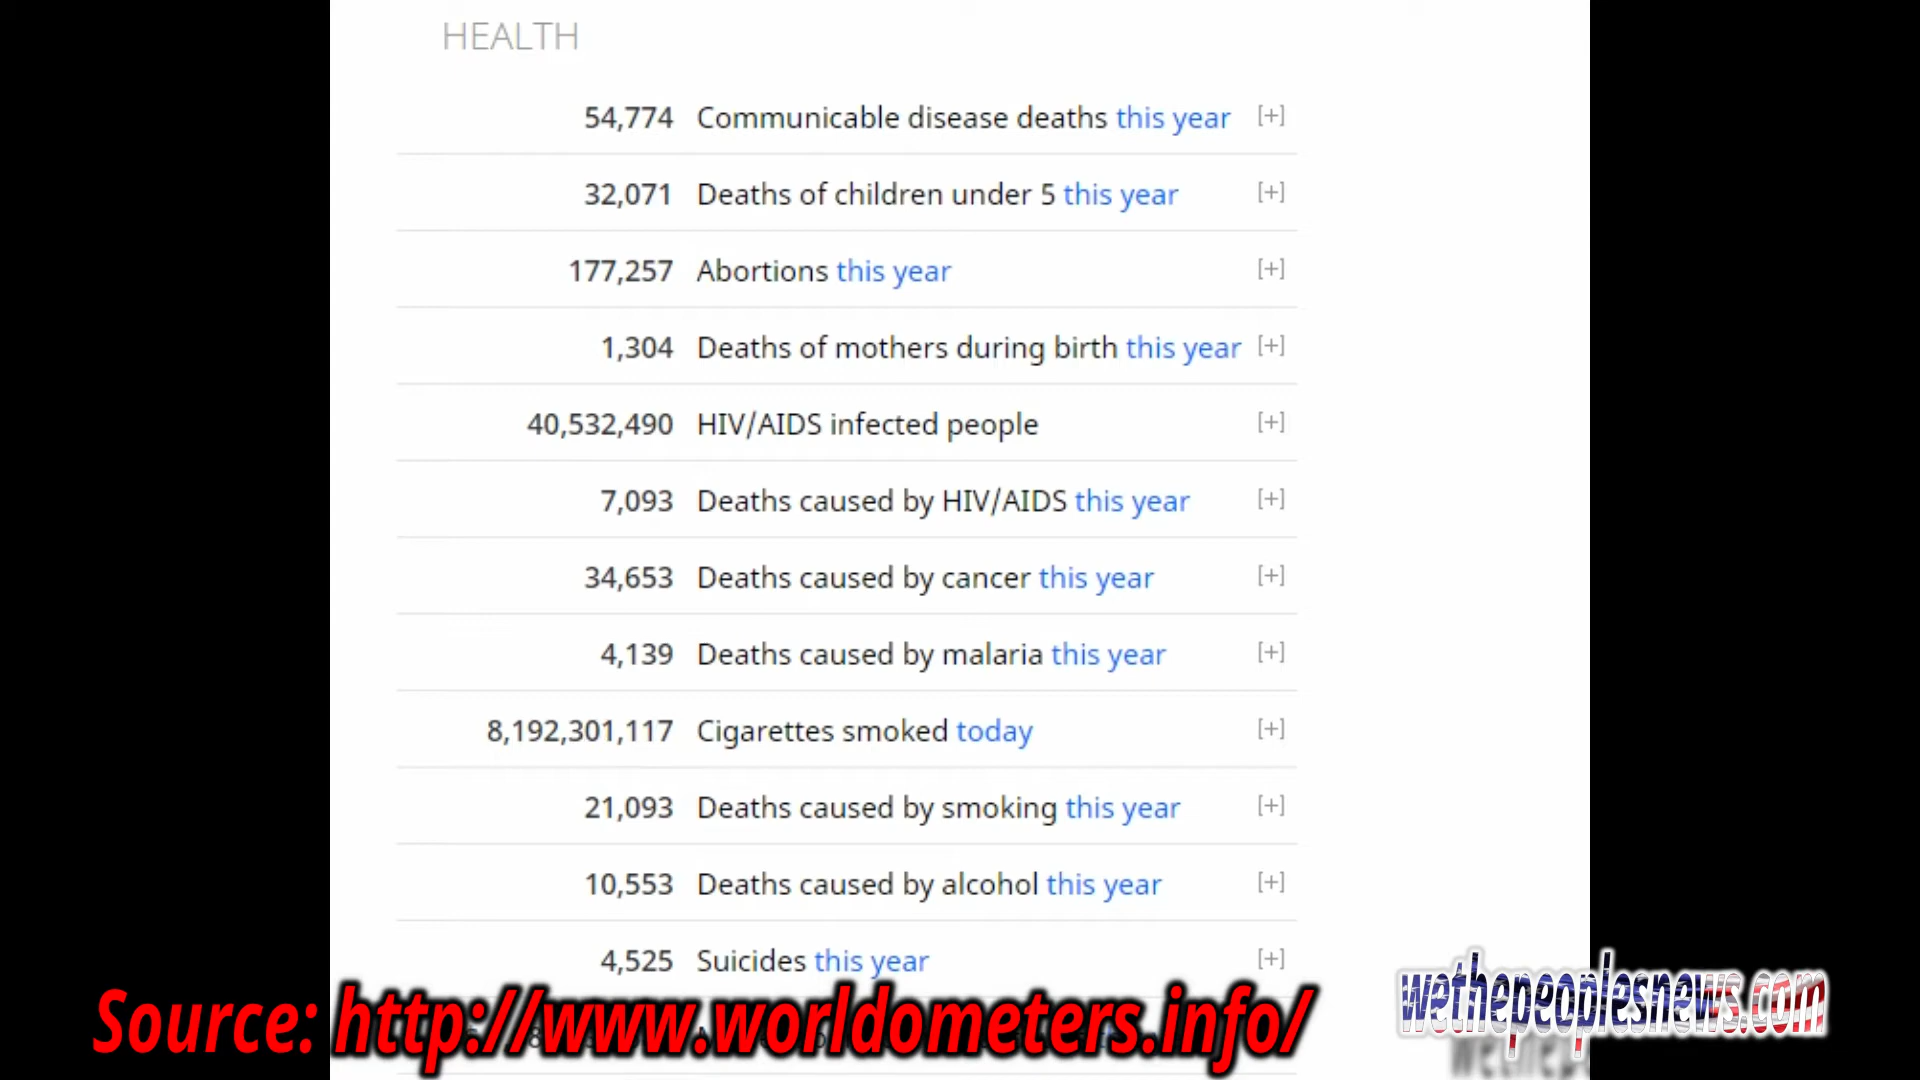 HEALTH
54,774 Communicable disease deaths this year [+]
32,071 Deaths of children under 5 this year [+]
177,257 Abortions this year [+]
1,304 Deaths of mothers during birth this year [+]
40,532,490 HIV/AIDS infected people [+]
7,093 Deaths caused by HIV/AIDS this year [+]
34,653 Deaths caused by cancer this year [+]
4,139 Deaths caused by malaria this year [+]
8,192,301,117 Cigarettes smoked today [+]
21,093 Deaths caused by smoking this year [+]
10,553 Deaths caused by alcohol this year [+]
4,525 Suicides this year [+]
Source: http://www.worldometers.info/
wethepeoplesnews.com